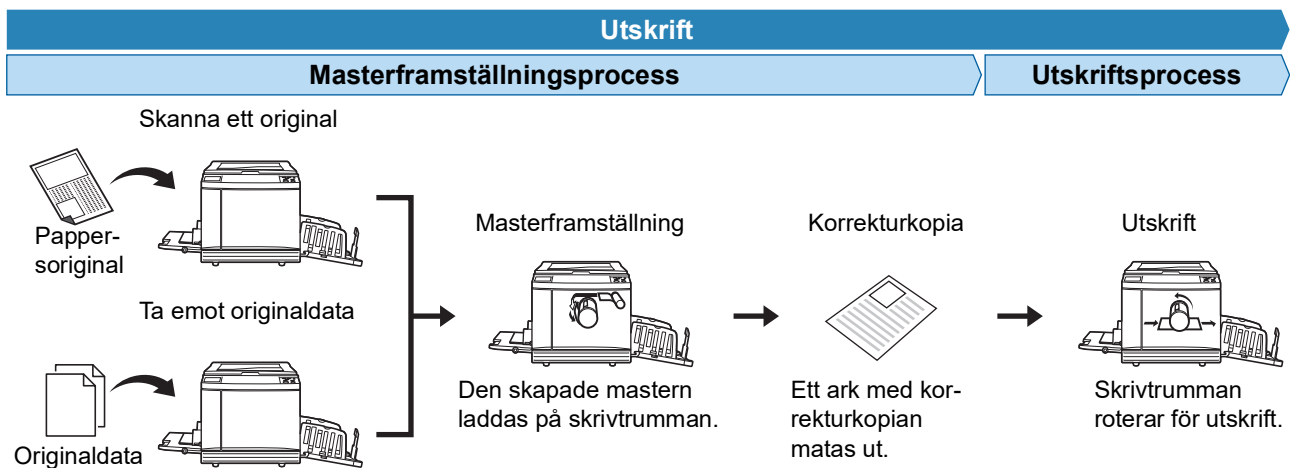 Utskrift
Masterframställningsprocess
Utskriftsprocess
Skanna ett original
Papper-
soriginal
Ta emot originaldata
Originaldata
Masterframställning
Den skapade mastern
laddas på skrivtrumman.
Korrekturkopia
Ett ark med kor-
rekturkopian
matas ut.
Utskrift
Skrivtrumman
roterar för utskrift.